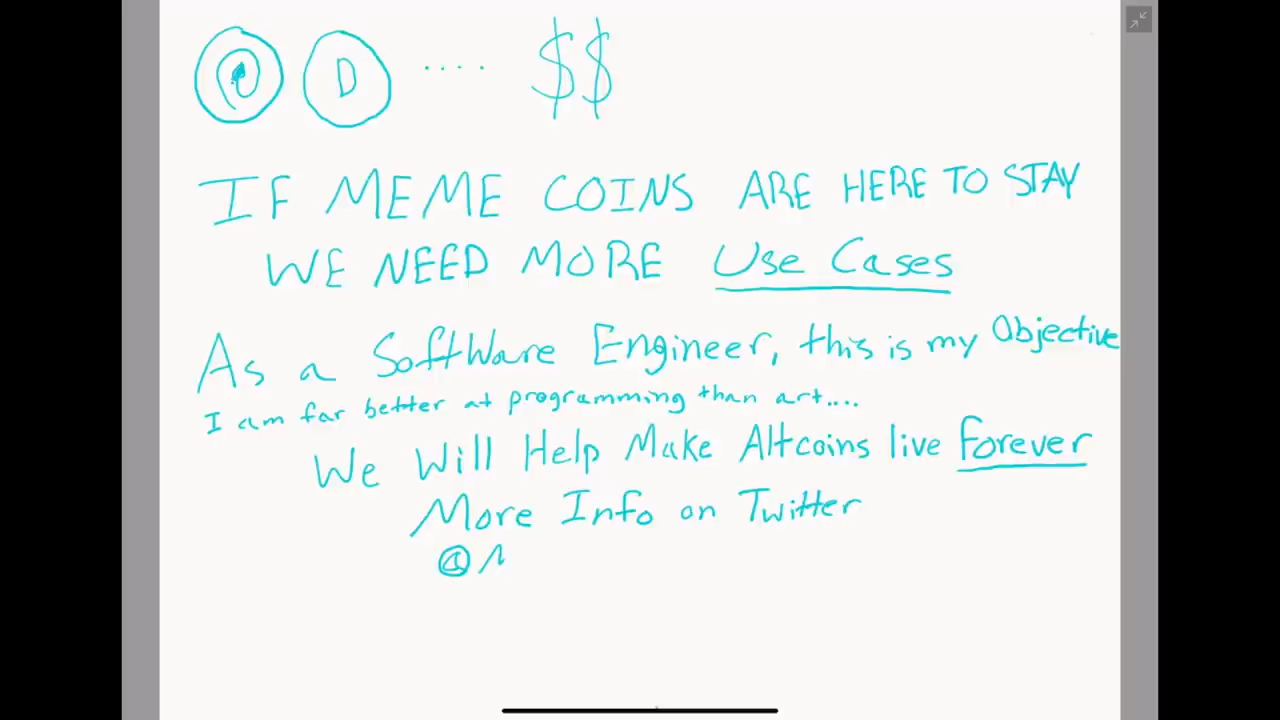 D .... $$
IF MEME COINS ARE HERE TO STAY
WE NEED MORE Use Cases
As a Software Engineer, this is my Objective
I am far better at programming than art....
We Will Help Make Altcoins live forever
More Info on Twitter
@